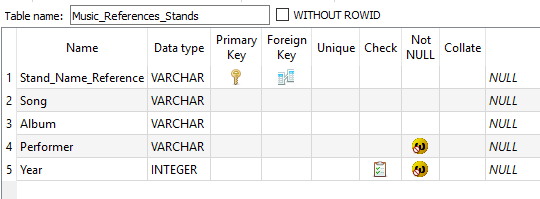 Table name: Music_References_Stands WITHOUT ROWID
Name Data type Primary Key Foreign Key Unique Check Not NULL Collate
1 Stand_Name_Reference VARCHAR NULL
2 Song VARCHAR NULL
3 Album VARCHAR NULL
4 Performer VARCHAR NULL
5 Year INTEGER NULL